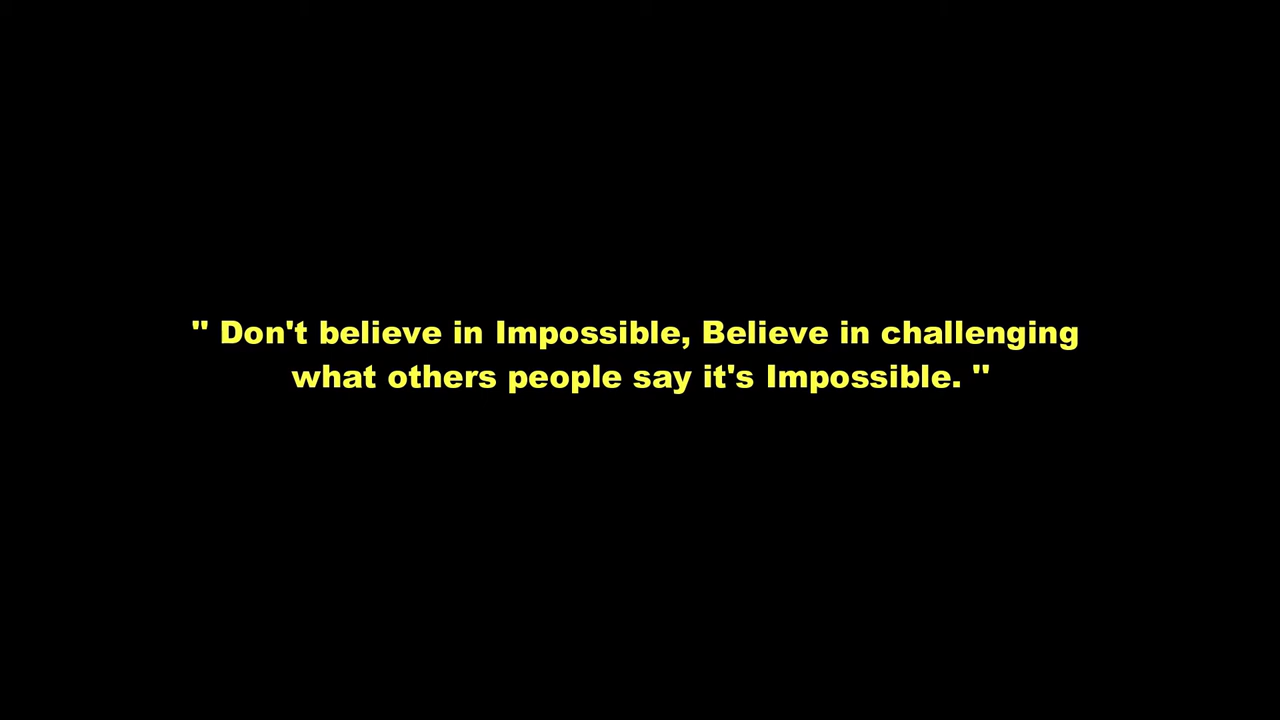 " Don't believe in Impossible, Believe in challenging
what others people say it's Impossible. "